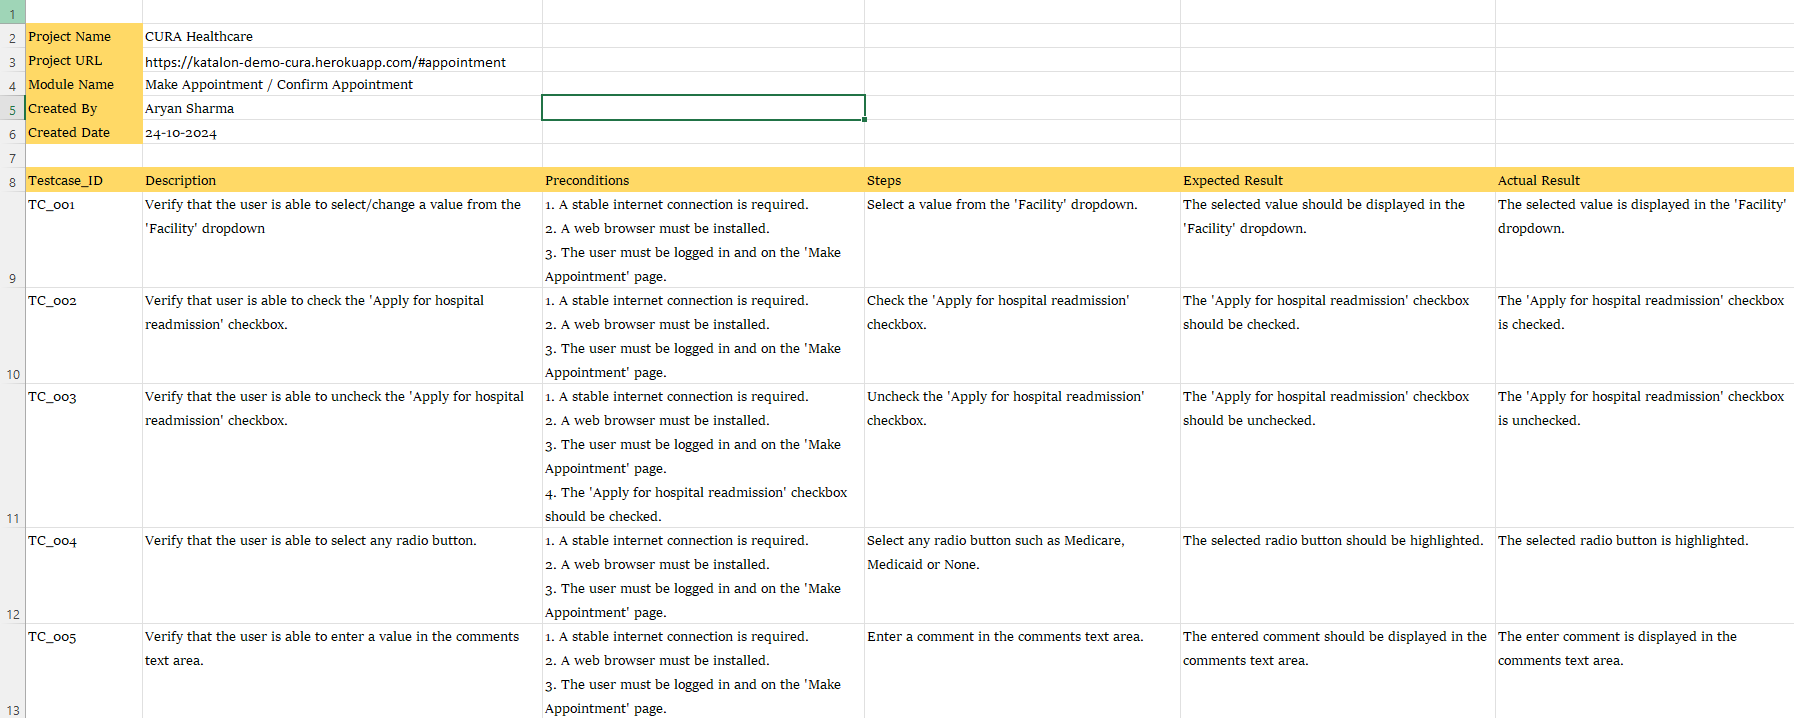 1
2 Project Name CURA Healthcare
3 Project URL https://katalon-demo-cura.herokuapp.com/#appointment
4 Module Name Make Appointment / Confirm Appointment
5 Created By Aryan Sharma
6 Created Date 24-10-2024
7
8 Testcase_ID Description Preconditions Steps Expected Result Actual Result
TC_001 Verify that the user is able to select/change a value from the 1. A stable internet connection is required. Select a value from the 'Facility' dropdown. The selected value should be displayed in the The selected value is displayed in the 'Facility'
'Facility' dropdown 2. A web browser must be installed. 'Facility' dropdown. dropdown.
3. The user must be logged in and on the 'Make
9 Appointment' page.
TC_002 Verify that user is able to check the 'Apply for hospital 1. A stable internet connection is required. Check the 'Apply for hospital readmission' The 'Apply for hospital readmission' checkbox The 'Apply for hospital readmission' checkbox
readmission' checkbox. 2. A web browser must be installed. checkbox. should be checked. is checked.
3. The user must be logged in and on the 'Make
10 Appointment' page.
TC_003 Verify that the user is able to uncheck the 'Apply for hospital 1. A stable internet connection is required. Uncheck the 'Apply for hospital readmission' The 'Apply for hospital readmission' checkbox The 'Apply for hospital readmission' checkbox
readmission' checkbox. 2. A web browser must be installed. checkbox. should be unchecked. is unchecked.
3. The user must be logged in and on the 'Make
Appointment' page.
4. The 'Apply for hospital readmission' checkbox
11 should be checked.
TC_004 Verify that the user is able to select any radio button. 1. A stable internet connection is required. Select any radio button such as Medicare, The selected radio button should be highlighted. The selected radio button is highlighted.
2. A web browser must be installed. Medicaid or None.
3. The user must be logged in and on the 'Make
12 Appointment' page.
TC_005 Verify that the user is able to enter a value in the comments 1. A stable internet connection is required. Enter a comment in the comments text area. The entered comment should be displayed in the The enter comment is displayed in the
text area. 2. A web browser must be installed. comments text area. comments text area.
3. The user must be logged in and on the 'Make
13 Appointment' page.